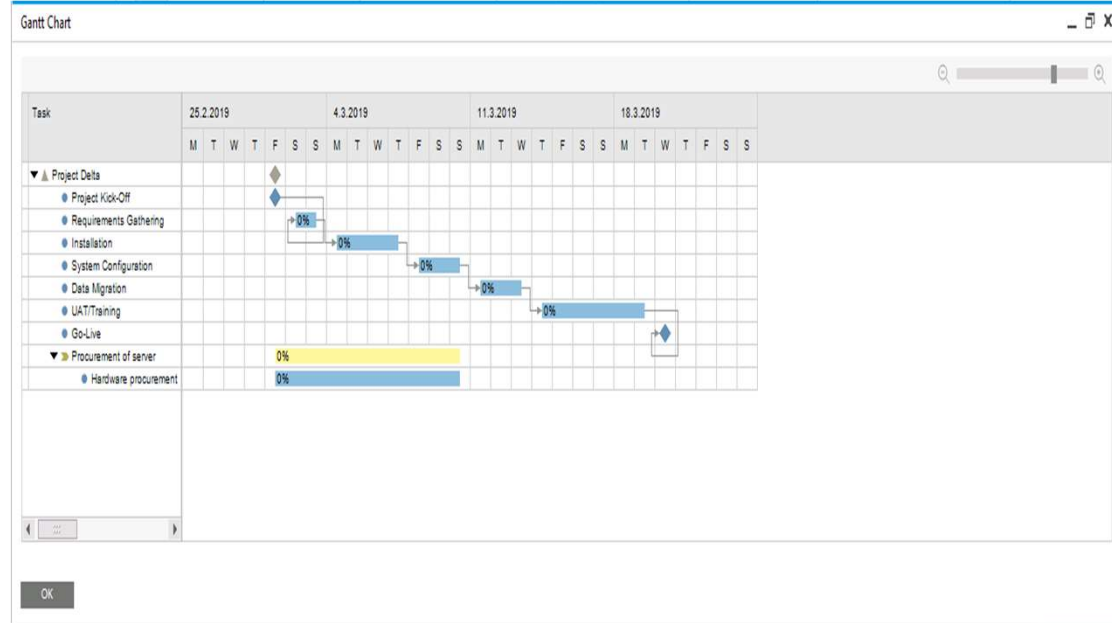 Gantt Chart
Task 25.2.2019 4.3.2019 11.3.2019 18.3.2019
M T W T F S S M T W T F S S M T W T F S S M T W T F S S
Project Delta
Project Kick-Off
Requirements Gathering 0%
Installation 0%
System Configuration 0%
Data Migration 0%
UAT/Training 0%
Go-Live
Procurement of server 0%
Hardware procurement 0%
OK